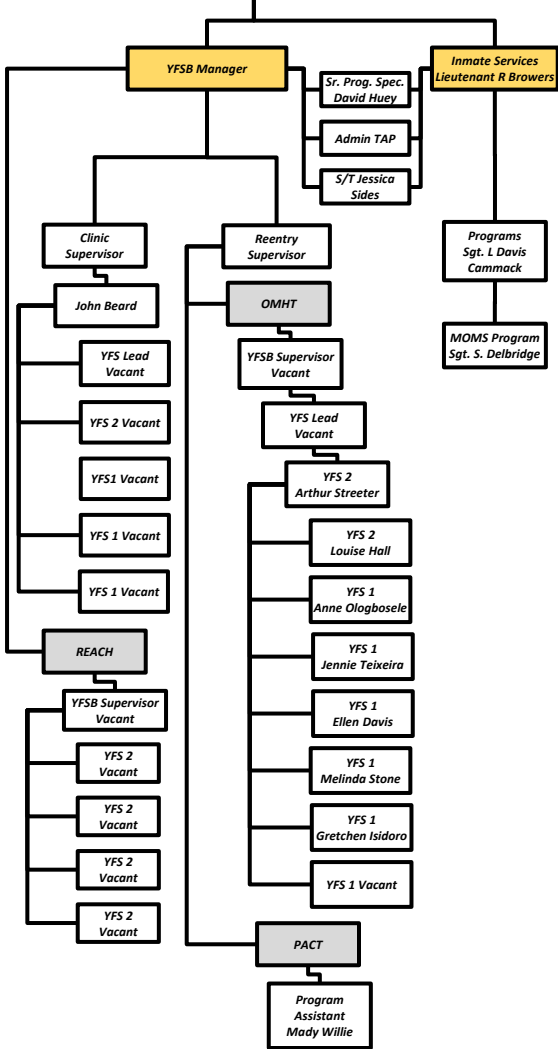 YFSB Manager
Inmate Services
Lieutenant R Browers
Sr. Prog. Spec.
David Huey
Admin TAP
S/T Jessica
Sides
Clinic
Supervisor
John Beard
YFS Lead
Vacant
YFS 2 Vacant
YFS1 Vacant
YFS 1 Vacant
YFS 1 Vacant
REACH
YFSB Supervisor
Vacant
YFS 2
Vacant
YFS 2
Vacant
YFS 2
Vacant
YFS 2
Vacant
Reentry
Supervisor
OMHT
YFSB Supervisor
Vacant
YFS Lead
Vacant
YFS 2
Arthur Streeter
YFS 2
Louise Hall
YFS 1
Anne Ologbosele
YFS 1
Jennie Teixeira
YFS 1
Ellen Davis
YFS 1
Melinda Stone
YFS 1
Gretchen Isidoro
YFS 1 Vacant
PACT
Program
Assistant
Mady Willie
Programs
Sgt. L Davis
Cammack
MOMS Program
Sgt. S. Delbridge